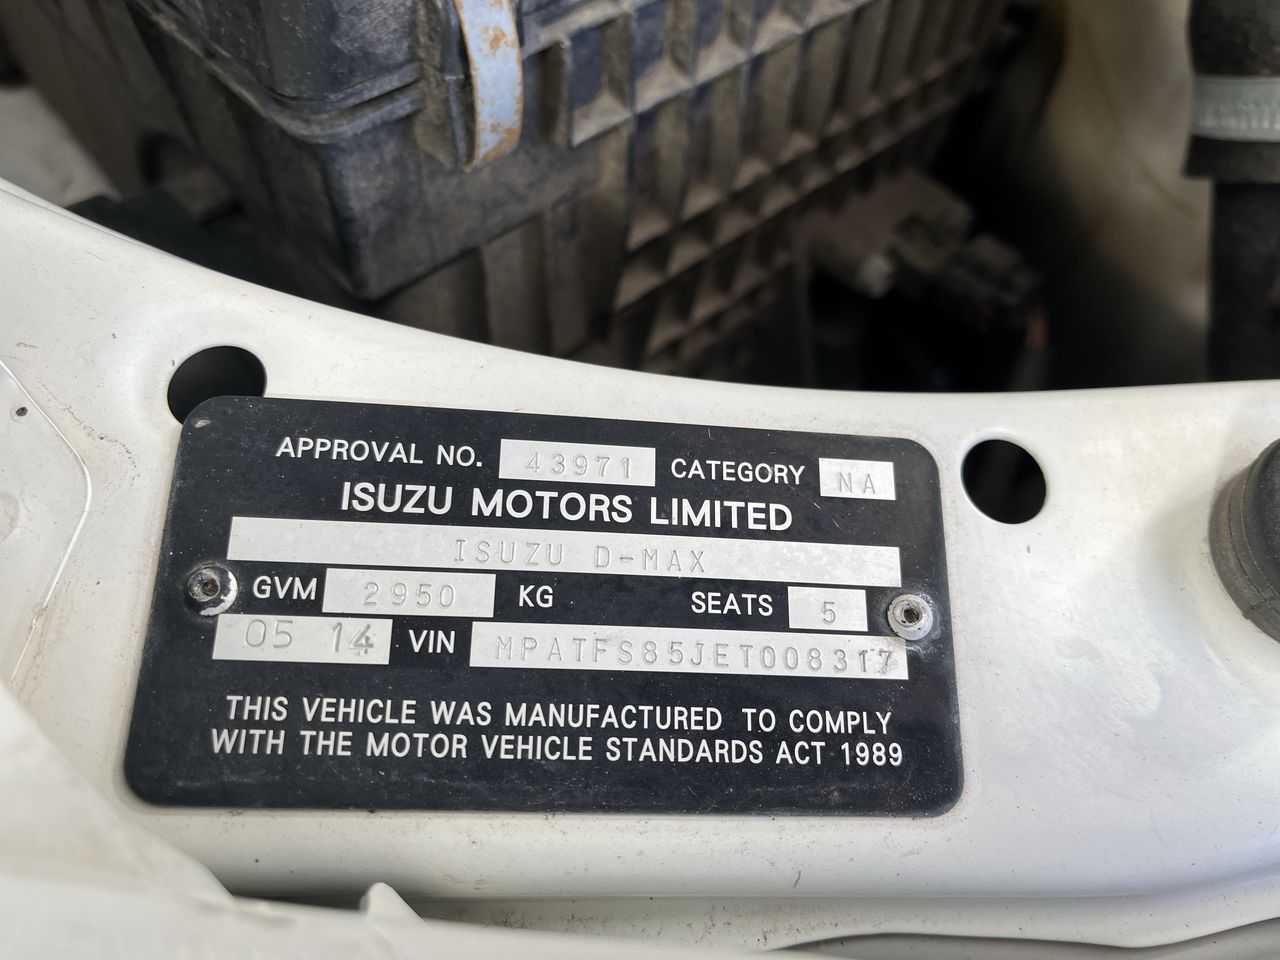 APPROVAL NO. 43971 CATEGORY NA
ISUZU MOTORS LIMITED
ISUZU D-MAX
GVM 2950 KG SEATS 5
05 14 VIN MPATFS85JET008317
THIS VEHICLE WAS MANUFACTURED TO COMPLY
WITH THE MOTOR VEHICLE STANDARDS ACT 1989